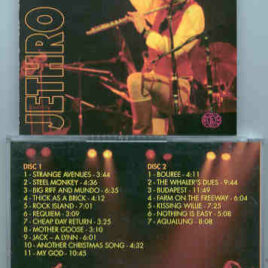 JETHRO
DISC 1
1 - STRANGE AVENUES - 3:44
2 - STEEL MONKEY - 4:36
3 - BIG RIFF AND MUNDO - 6:35
4 - THICK AS A BRICK - 4:12
5 - ROCK ISLAND - 7:01
6 - REQUIEM - 3:09
7 - CHEAP DAY RETURN - 3:25
8 - MOTHER GOOSE - 3:10
9 - JACK - A LYNN - 6:01
10 - ANOTHER CHRISTMAS SONG - 4:32
11 - MY GOD - 10:45
DISC 2
1 - BOUREE - 4:11
2 - THE WHALER'S DUES - 9:44
3 - BUDAPEST - 11:49
4 - FARM ON THE FREEWAY - 6:04
5 - KISSING WILLIE - 7:25
6 - NOTHING IS EASY - 5:08
7 - AQUALUNG - 8:08